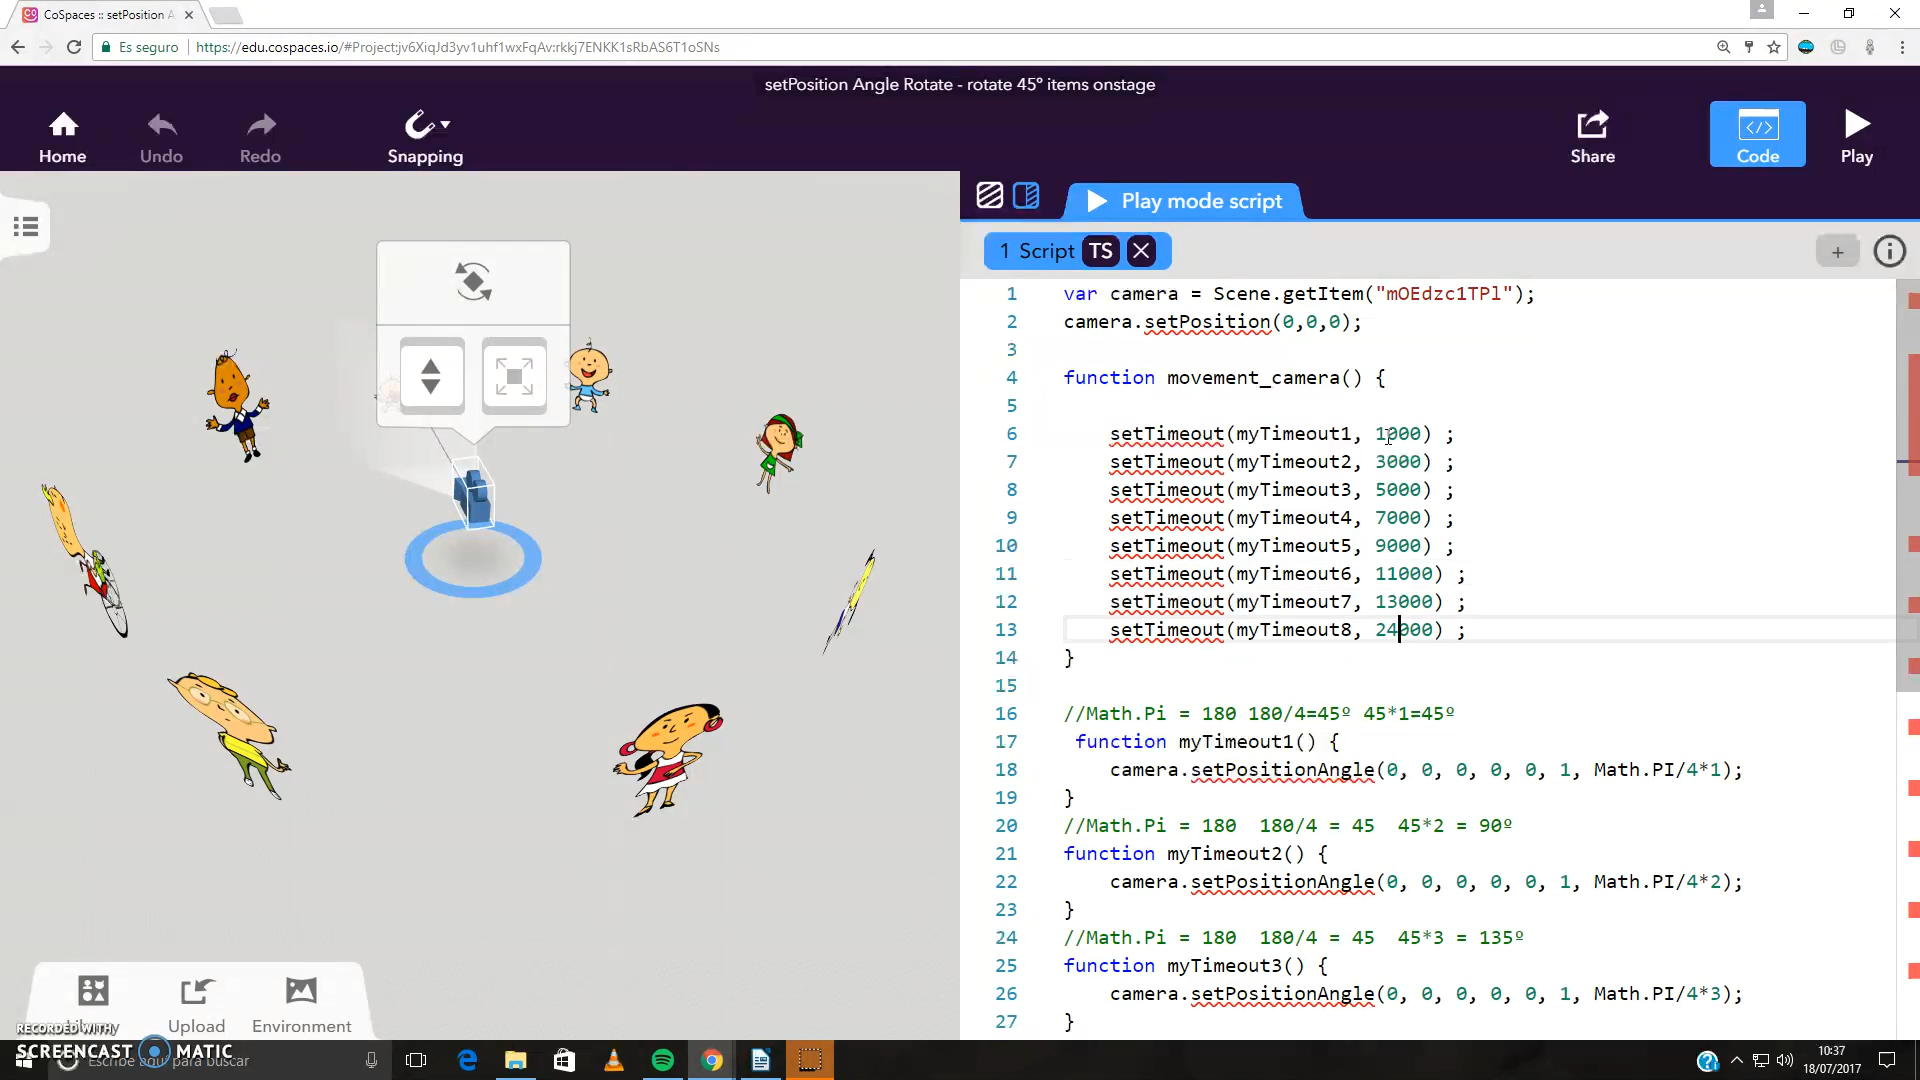 CoSpaces :: setPosition A
Es seguro | https://edu.cospaces.io/#Project:jv6XiqJd3yv1uhf1wxFqAv:rkkj7ENKK1sRbAS6T1oSNs
setPosition Angle Rotate - rotate 45º items onstage
Home
Undo
Redo
Snapping
Share
Code
Play
Play mode script
1 Script TS
1 var camera = Scene.getItem("mOEdzc1TPl");
2 camera.setPosition(0,0,0);
3
4 function movement_camera() {
5
6 setTimeout(myTimeout1, 1000) ;
7 setTimeout(myTimeout2, 3000) ;
8 setTimeout(myTimeout3, 5000) ;
9 setTimeout(myTimeout4, 7000) ;
10 setTimeout(myTimeout5, 9000) ;
11 setTimeout(myTimeout6, 11000) ;
12 setTimeout(myTimeout7, 13000) ;
13 setTimeout(myTimeout8, 24000) ;
14 }
15
16 //Math.Pi = 180 180/4=45º 45*1=45º
17 function myTimeout1() {
18 camera.setPositionAngle(0, 0, 0, 0, 0, 1, Math.PI/4*1);
19 }
20 //Math.Pi = 180  180/4 = 45  45*2 = 90º
21 function myTimeout2() {
22 camera.setPositionAngle(0, 0, 0, 0, 0, 1, Math.PI/4*2);
23 }
24 //Math.Pi = 180  180/4 = 45  45*3 = 135º
25 function myTimeout3() {
26 camera.setPositionAngle(0, 0, 0, 0, 0, 1, Math.PI/4*3);
27 }
Upload
Environment
RECORDED WITH
SCREENCAST MATIC
Escribe aquí para buscar
10:37
18/07/2017